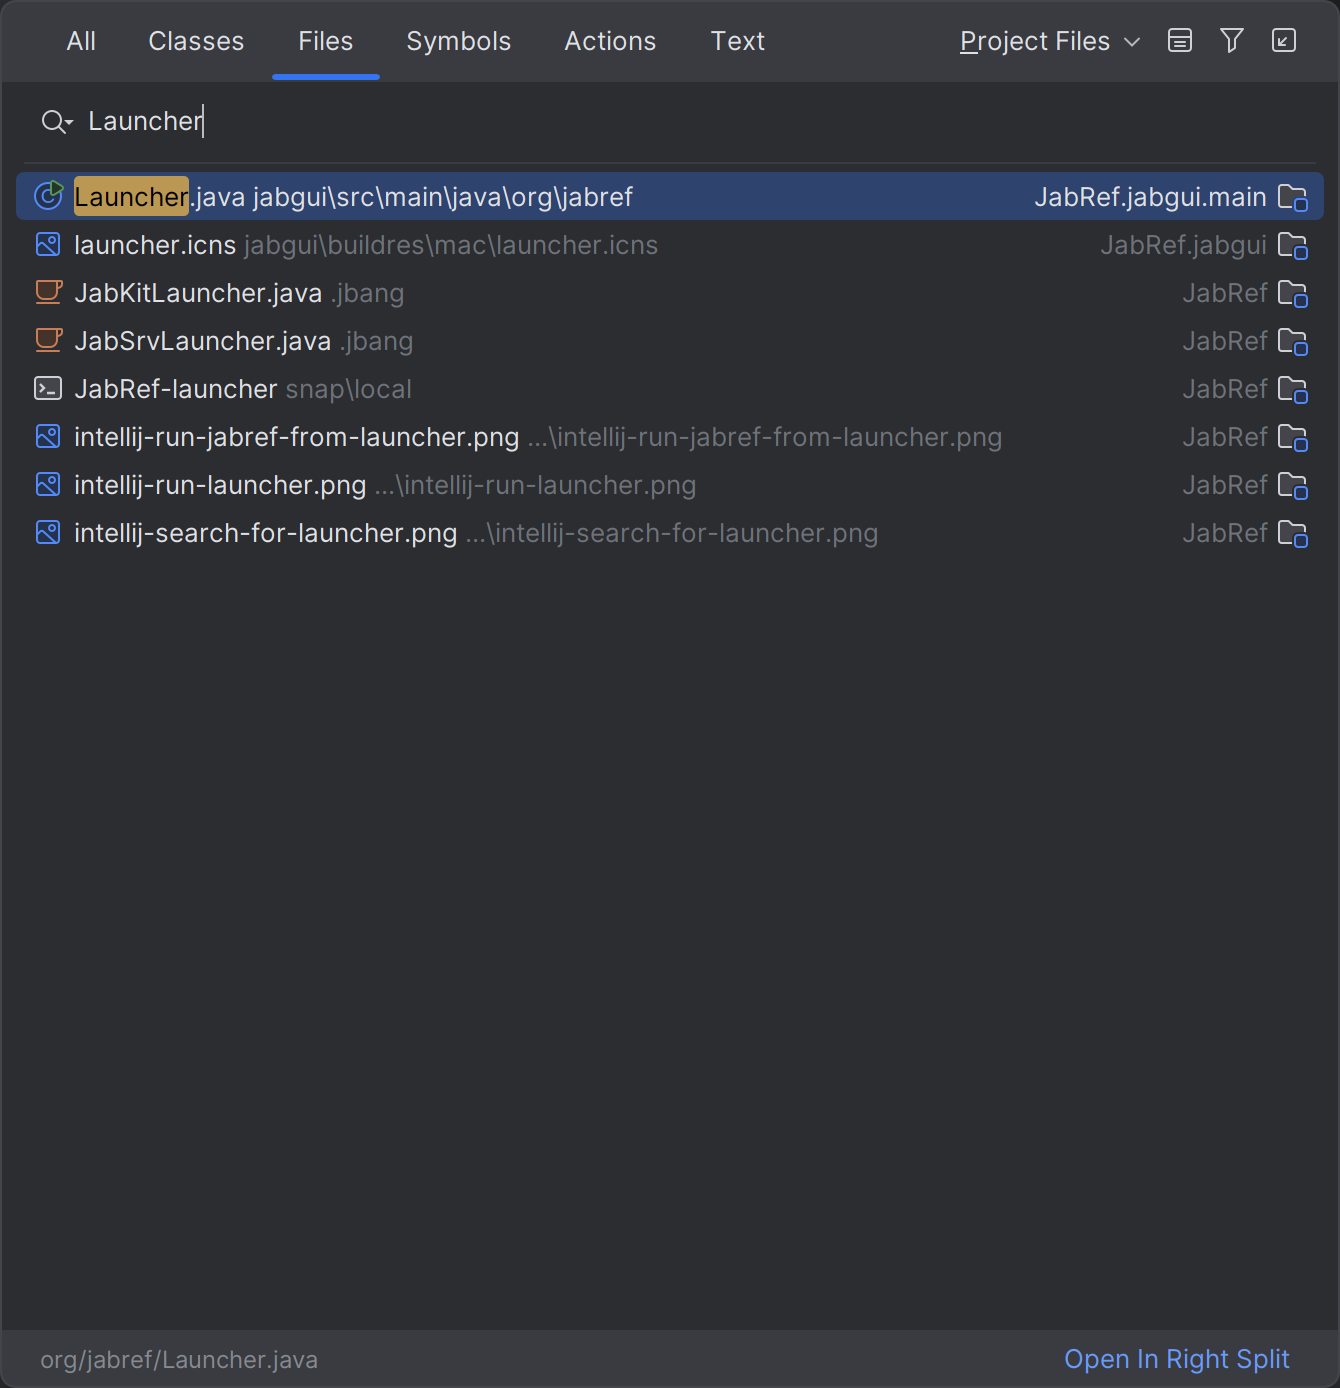 All Classes Files Symbols Actions Text Project Files
Launcher
Launcher.java jabgui\src\main\java\org\jabref JabRef.jabgui.main
launcher.icns jabgui\buildres\mac\launcher.icns JabRef.jabgui
JabKitLauncher.java .jbang JabRef
JabSrvLauncher.java .jbang JabRef
JabRef-launcher snap\local JabRef
intellij-run-jabref-from-launcher.png ...\intellij-run-jabref-from-launcher.png JabRef
intellij-run-launcher.png ...\intellij-run-launcher.png JabRef
intellij-search-for-launcher.png ...\intellij-search-for-launcher.png JabRef
org/jabref/Launcher.java Open In Right Split